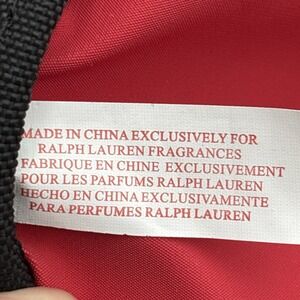 MADE IN CHINA EXCLUSIVELY FOR
RALPH LAUREN FRAGRANCES
FABRIQUE EN CHINE EXCLUSIVEMENT
POUR LES PARFUMS RALPH LAUREN
HECHO EN CHINA EXCLUSIVAMENTE
PARA PERFUMES RALPH LAUREN